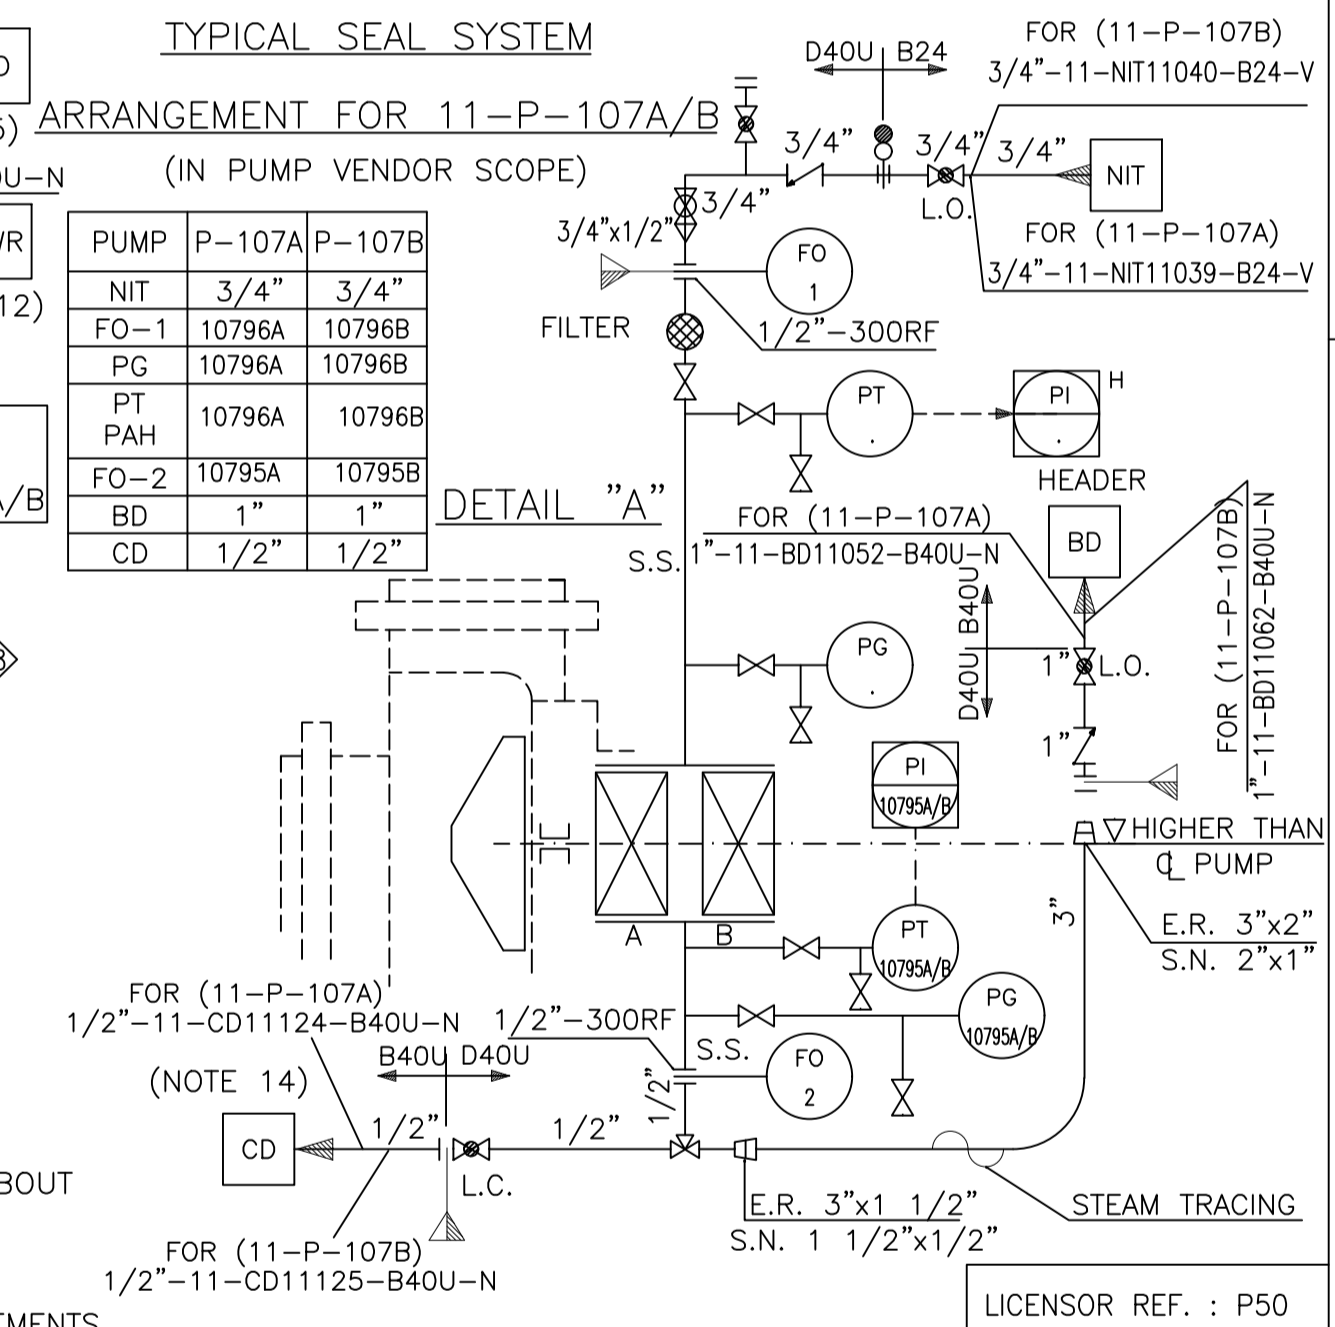 TYPICAL SEAL SYSTEM
ARRANGEMENT FOR 11-P-107A/B
(IN PUMP VENDOR SCOPE)
PUMP P-107A P-107B
NIT 3/4" 3/4"
FO-1 10796A 10796B
PG 10796A 10796B
PT PAH 10796A 10796B
FO-2 10795A 10795B
BD 1" 1"
CD 1/2" 1/2"
DETAIL "A"
D40U B24
FOR (11-P-107B)
3/4"-11-NIT11040-B24-V
3/4" 3/4" 3/4"
NIT
L.O.
FOR (11-P-107A)
3/4"-11-NIT11039-B24-V
3/4"
3/4"x1/2"
FO
1
FILTER
1/2"-300RF
PT
.
PI
.
H
HEADER
FOR (11-P-107A)
1"-11-BD11052-B40U-N
S.S.
BD
FOR (11-P-107B)
1"-11-BD11062-B40U-N
D40U B40U
1"
L.O.
1"
PG
.
PI
10795A/B
HIGHER THAN
℄ PUMP
3"
E.R. 3"x2"
S.N. 2"x1"
A B
PT
10795A/B
PG
10795A/B
FOR (11-P-107A)
1/2"-11-CD11124-B40U-N
1/2"-300RF
S.S.
FO
2
1/2"
B40U D40U
(NOTE 14)
CD
1/2" 1/2"
L.C.
FOR (11-P-107B)
1/2"-11-CD11125-B40U-N
E.R. 3"x1 1/2"
S.N. 1 1/2"x1/2"
STEAM TRACING
LICENSOR REF. : P50
U-N
12)
A/B
BOUT